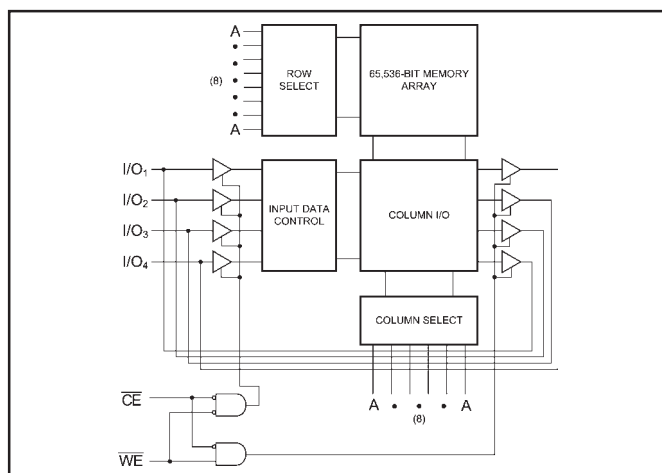 A
(8)
A
ROW
SELECT
65,536-BIT MEMORY
ARRAY
I/O1
I/O2
I/O3
I/O4
INPUT DATA
CONTROL
COLUMN I/O
COLUMN SELECT
A
A
(8)
CE
WE